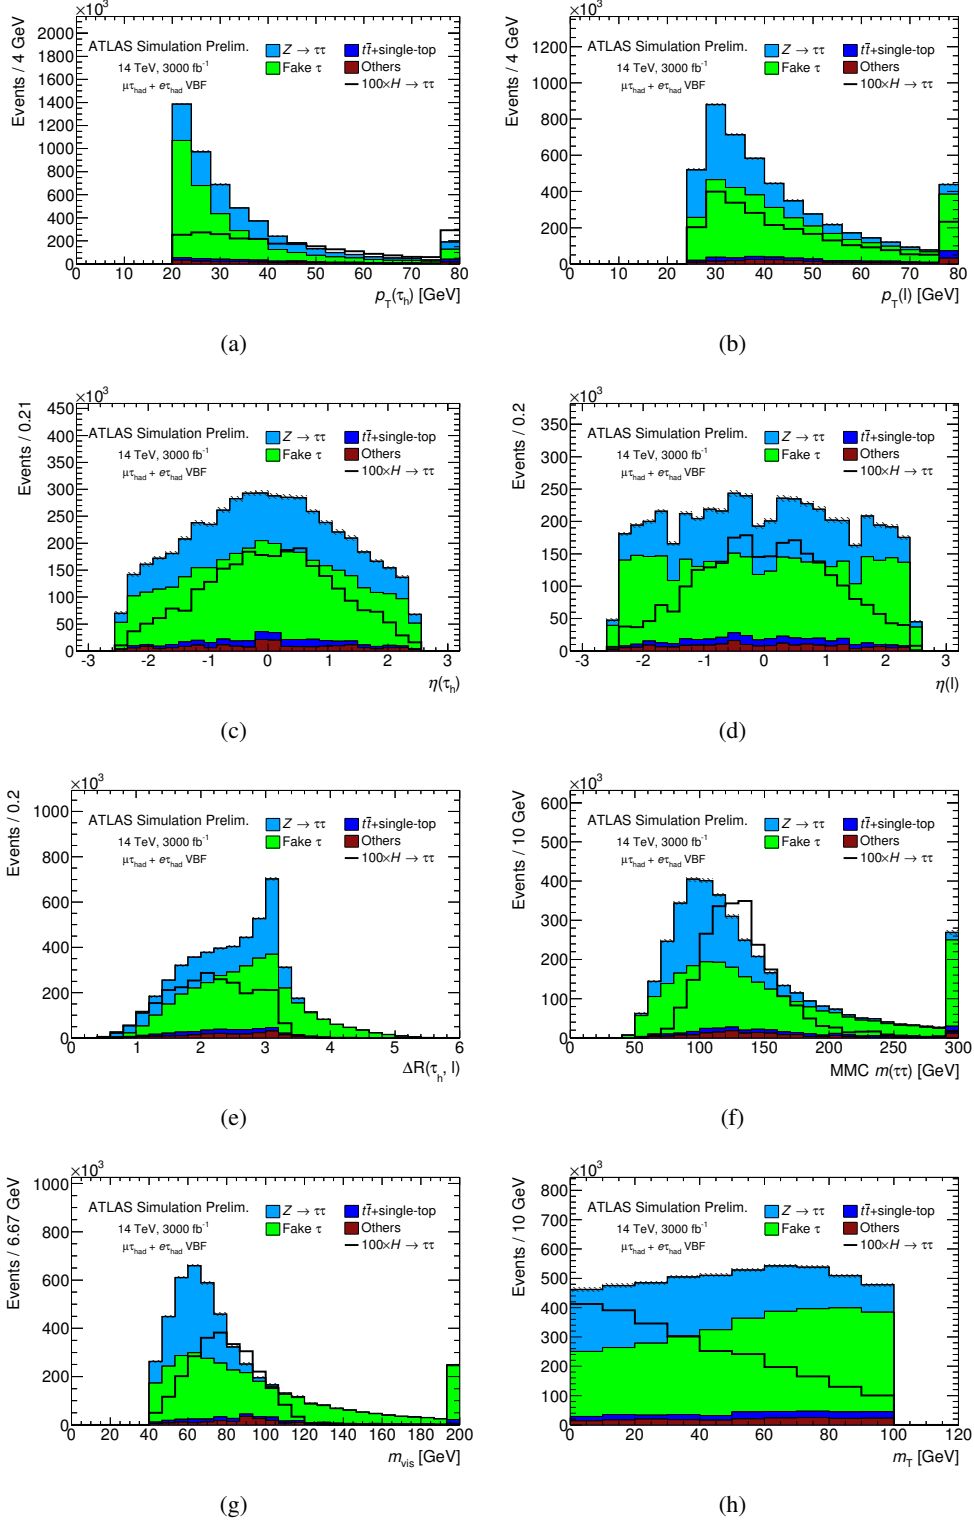 ×10³
Events / 4 GeV
2000
1800
1600
1400
1200
1000
800
600
400
200
0
ATLAS Simulation Prelim.
14 TeV, 3000 fb⁻¹
μτhad + eτhad VBF
Z → ττ
Fake τ
tt̄+single-top
Others
100×H → ττ
0 10 20 30 40 50 60 70 80
pT(τh) [GeV]
(a)
×10³
Events / 4 GeV
1200
1000
800
600
400
200
0
ATLAS Simulation Prelim.
14 TeV, 3000 fb⁻¹
μτhad + eτhad VBF
Z → ττ
Fake τ
tt̄+single-top
Others
100×H → ττ
0 10 20 30 40 50 60 70 80
pT(l) [GeV]
(b)
×10³
Events / 0.21
450
400
350
300
250
200
150
100
50
0
ATLAS Simulation Prelim.
14 TeV, 3000 fb⁻¹
μτhad + eτhad VBF
Z → ττ
Fake τ
tt̄+single-top
Others
100×H → ττ
-3 -2 -1 0 1 2 3
η(τh)
(c)
×10³
Events / 0.2
350
300
250
200
150
100
50
0
ATLAS Simulation Prelim.
14 TeV, 3000 fb⁻¹
μτhad + eτhad VBF
Z → ττ
Fake τ
tt̄+single-top
Others
100×H → ττ
-3 -2 -1 0 1 2 3
η(l)
(d)
×10³
Events / 0.2
1000
800
600
400
200
0
ATLAS Simulation Prelim.
14 TeV, 3000 fb⁻¹
μτhad + eτhad VBF
Z → ττ
Fake τ
tt̄+single-top
Others
100×H → ττ
0 1 2 3 4 5 6
ΔR(τh, l)
(e)
×10³
Events / 10 GeV
600
500
400
300
200
100
0
ATLAS Simulation Prelim.
14 TeV, 3000 fb⁻¹
μτhad + eτhad VBF
Z → ττ
Fake τ
tt̄+single-top
Others
100×H → ττ
0 50 100 150 200 250 300
MMC m(ττ) [GeV]
(f)
×10³
Events / 6.67 GeV
1000
800
600
400
200
0
ATLAS Simulation Prelim.
14 TeV, 3000 fb⁻¹
μτhad + eτhad VBF
Z → ττ
Fake τ
tt̄+single-top
Others
100×H → ττ
0 20 40 60 80 100 120 140 160 180 200
mvis [GeV]
(g)
×10³
Events / 10 GeV
800
700
600
500
400
300
200
100
0
ATLAS Simulation Prelim.
14 TeV, 3000 fb⁻¹
μτhad + eτhad VBF
Z → ττ
Fake τ
tt̄+single-top
Others
100×H → ττ
0 20 40 60 80 100 120
mT [GeV]
(h)